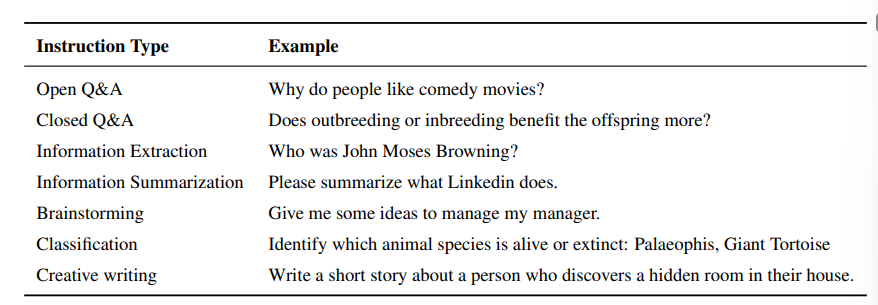 Instruction Type Example
Open Q&A Why do people like comedy movies?
Closed Q&A Does outbreeding or inbreeding benefit the offspring more?
Information Extraction Who was John Moses Browning?
Information Summarization Please summarize what Linkedin does.
Brainstorming Give me some ideas to manage my manager.
Classification Identify which animal species is alive or extinct: Palaeophis, Giant Tortoise
Creative writing Write a short story about a person who discovers a hidden room in their house.